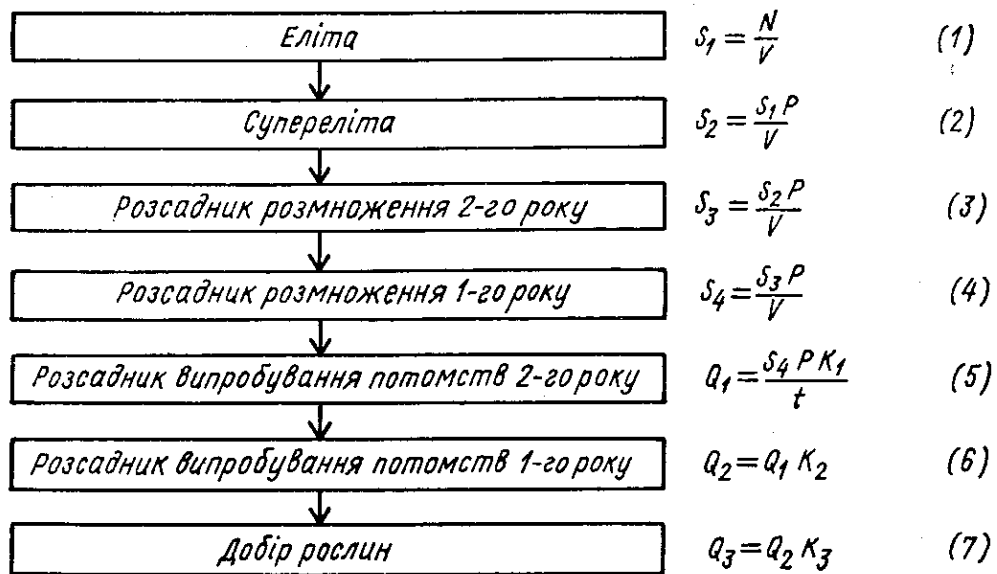 Еліта S₁ = N/V (1)
Супереліта S₂ = S₁P/V (2)
Розсадник розмноження 2-го року S₃ = S₂P/V (3)
Розсадник розмноження 1-го року S₄ = S₃P/V (4)
Розсадник випробування потомств 2-го року Q₁ = S₄PK₁/t (5)
Розсадник випробування потомств 1-го року Q₂ = Q₁K₂ (6)
Добір рослин Q₃ = Q₂K₃ (7)